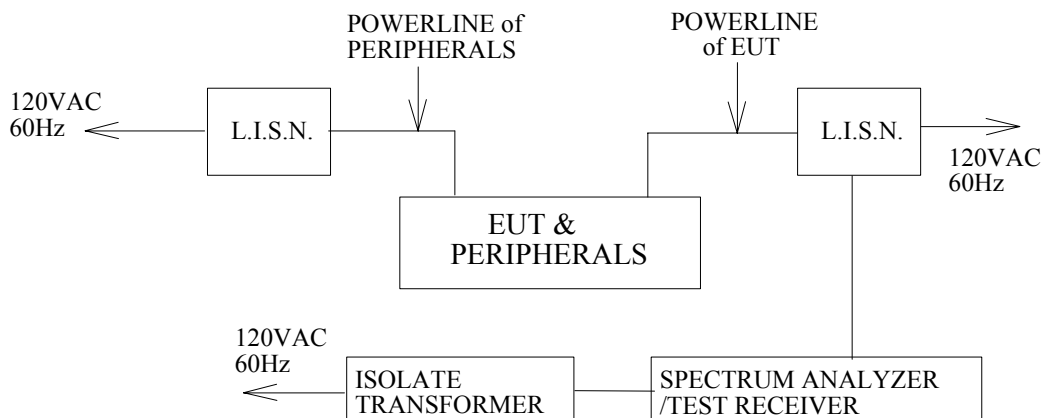 POWERLINE of
PERIPHERALS
POWERLINE
of EUT
120VAC
60Hz
L.I.S.N.
L.I.S.N.
120VAC
60Hz
EUT &
PERIPHERALS
120VAC
60Hz
ISOLATE
TRANSFORMER
SPECTRUM ANALYZER
/TEST RECEIVER